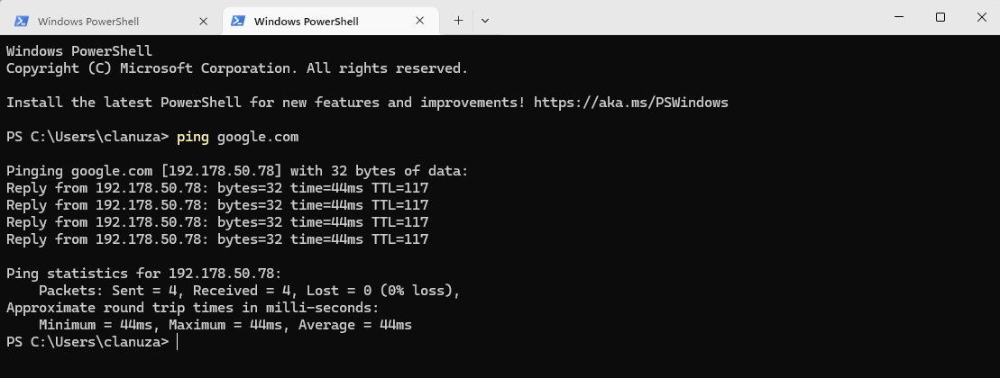 Windows PowerShell
Windows PowerShell
Windows PowerShell
Copyright (C) Microsoft Corporation. All rights reserved.
Install the latest PowerShell for new features and improvements! https://aka.ms/PSWindows
PS C:\Users\clanuza> ping google.com
Pinging google.com [192.178.50.78] with 32 bytes of data:
Reply from 192.178.50.78: bytes=32 time=44ms TTL=117
Reply from 192.178.50.78: bytes=32 time=44ms TTL=117
Reply from 192.178.50.78: bytes=32 time=44ms TTL=117
Reply from 192.178.50.78: bytes=32 time=44ms TTL=117
Ping statistics for 192.178.50.78:
    Packets: Sent = 4, Received = 4, Lost = 0 (0% loss),
Approximate round trip times in milli-seconds:
    Minimum = 44ms, Maximum = 44ms, Average = 44ms
PS C:\Users\clanuza>